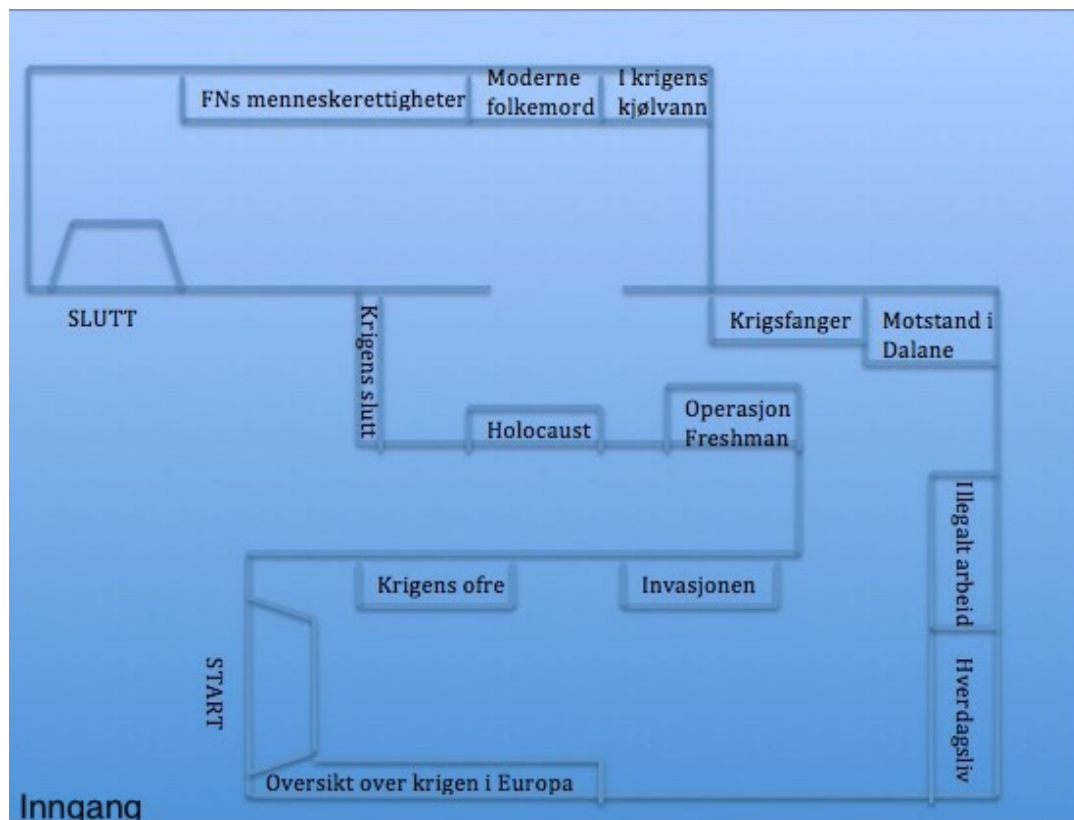 FNs menneskerettigheter
Moderne
folkemord
I krigens
kjølvann
SLUTT
Krigens slutt
Krigsfanger
Motstand i
Dalane
Holocaust
Operasjon
Freshman
Illegalt arbeid
Krigens ofre
Invasjonen
START
Hverdagsliv
Oversikt over krigen i Europa
Inngang